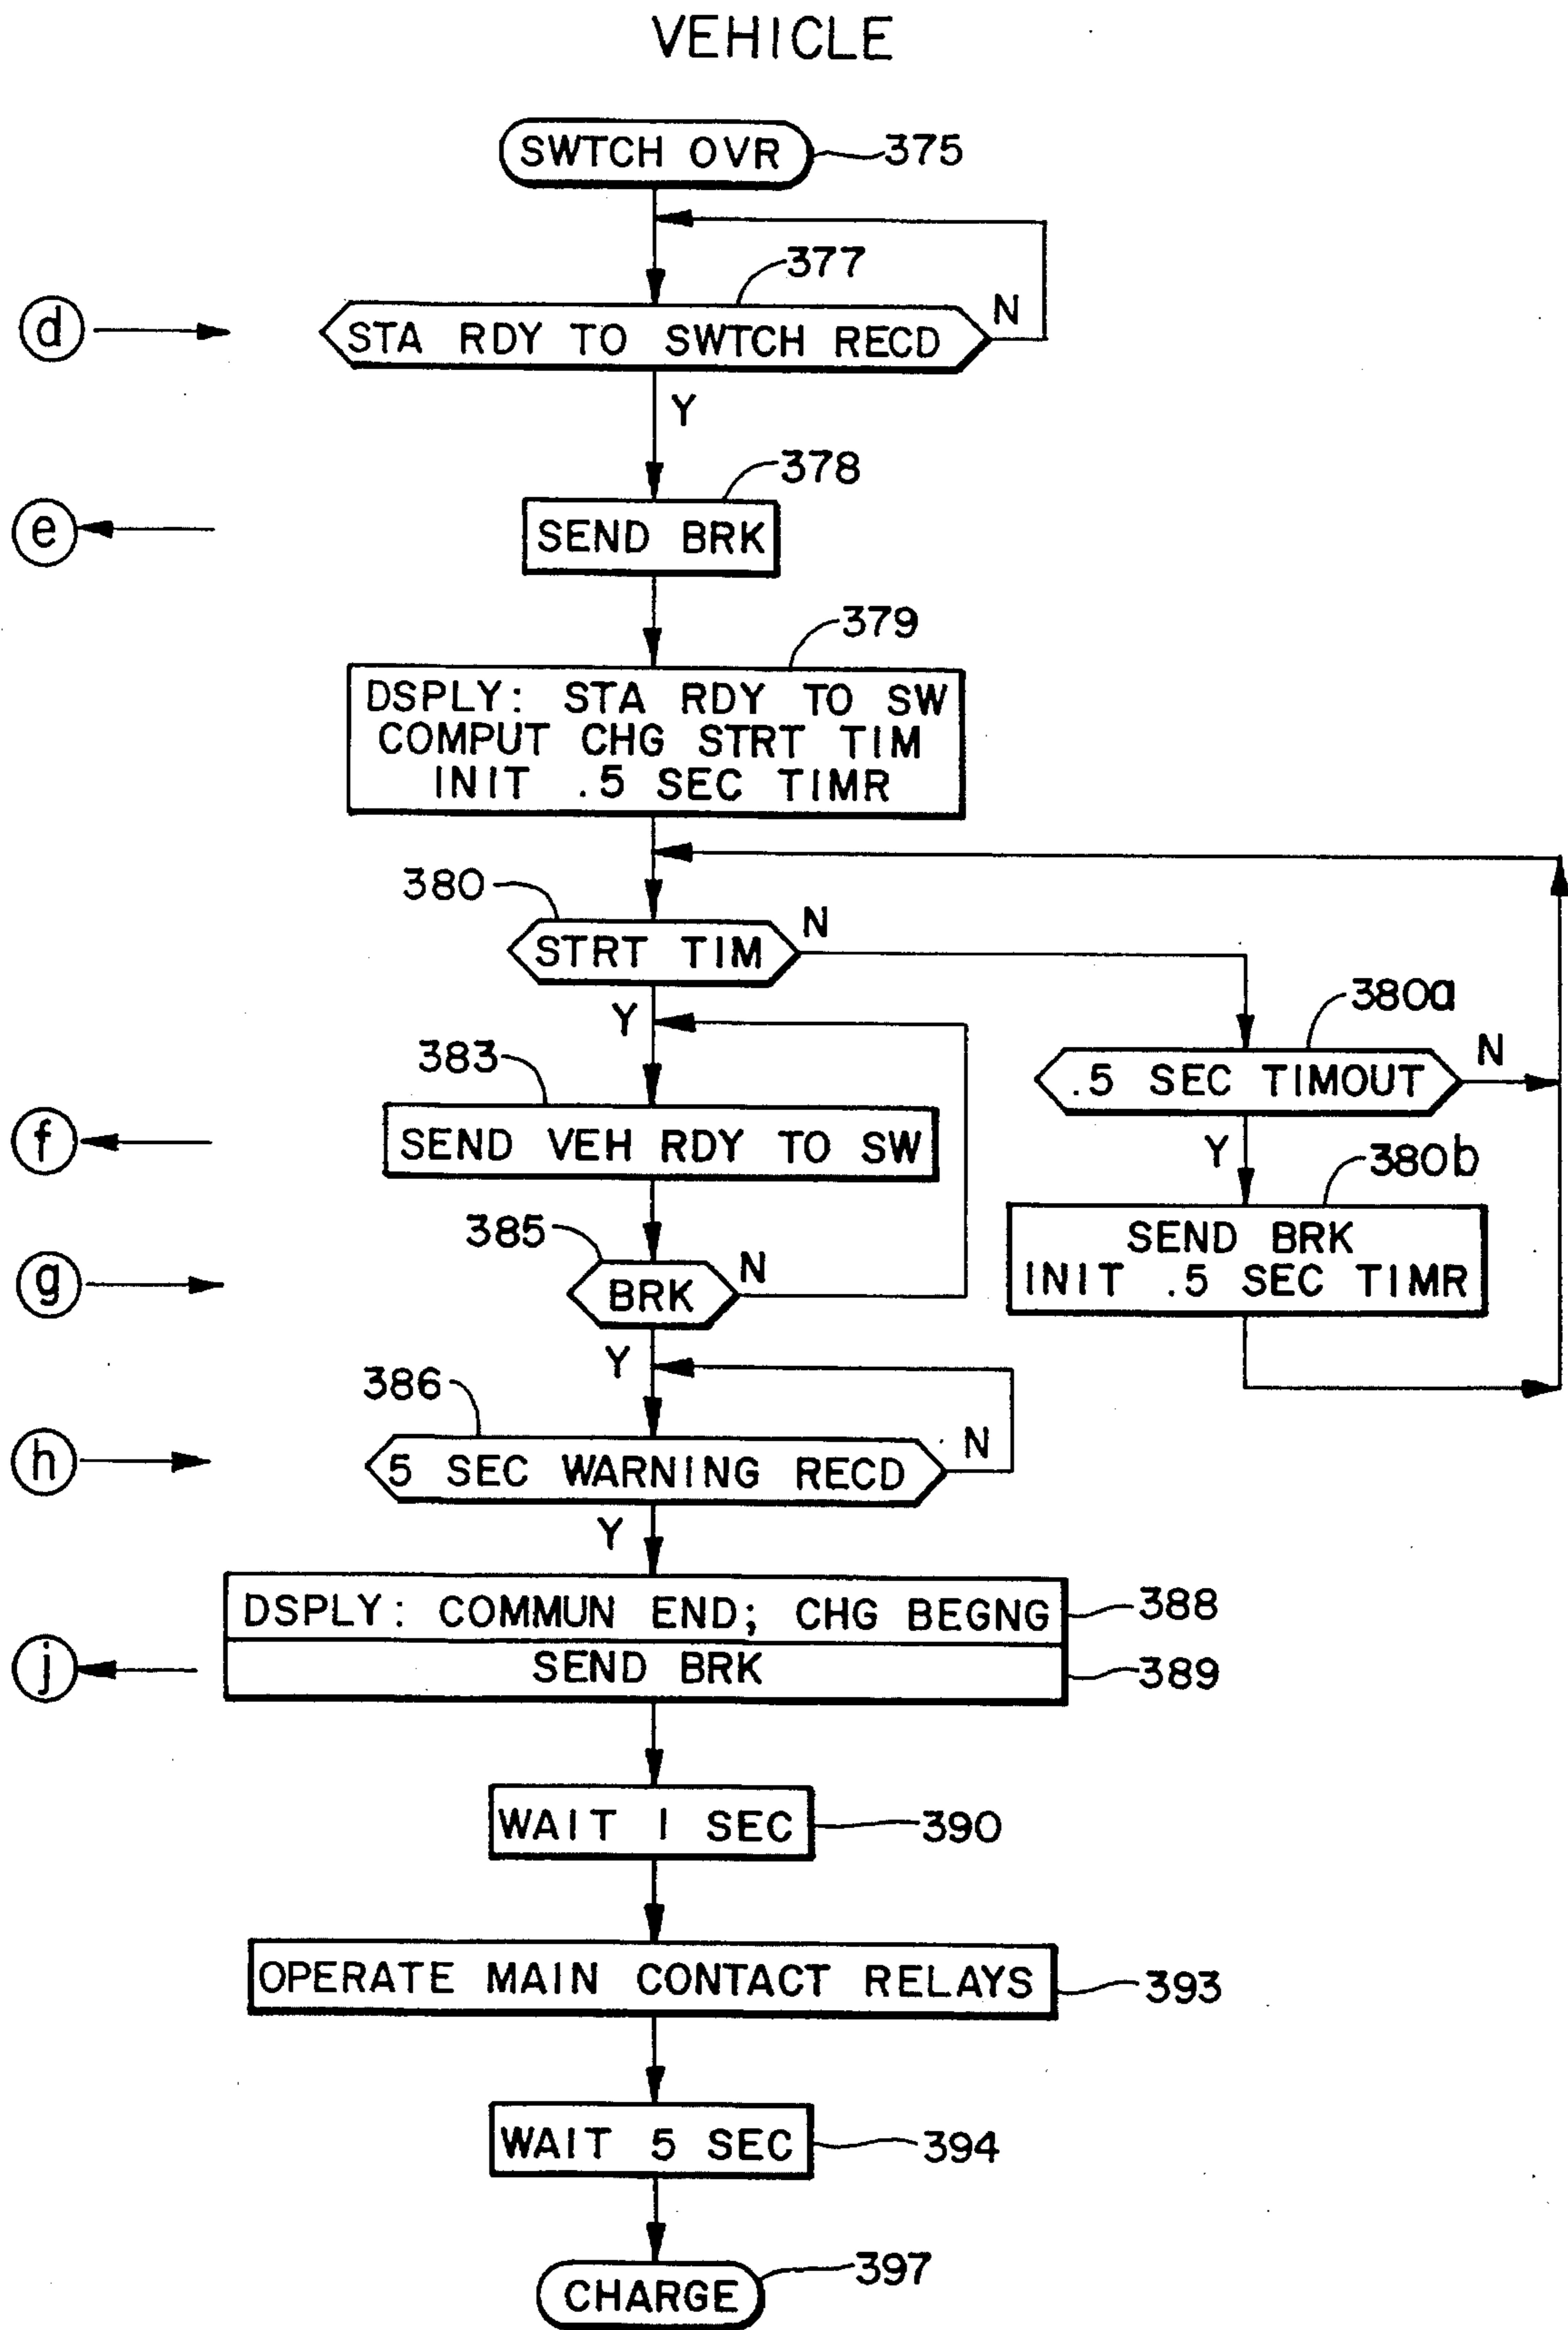 VEHICLE
SWTCH OVR
375
377
d
STA RDY TO SWTCH RECD
N
Y
378
e
SEND BRK
379
DSPLY: STA RDY TO SW
COMPUT CHG STRT TIM
INIT .5 SEC TIMR
380
STRT TIM
N
Y
380a
.5 SEC TIMOUT
N
Y
380b
SEND BRK
INIT .5 SEC TIMR
383
f
SEND VEH RDY TO SW
385
g
BRK
N
Y
386
h
5 SEC WARNING RECD
N
Y
DSPLY: COMMUN END; CHG BEGNG
388
j
SEND BRK
389
WAIT 1 SEC
390
OPERATE MAIN CONTACT RELAYS
393
WAIT 5 SEC
394
CHARGE
397